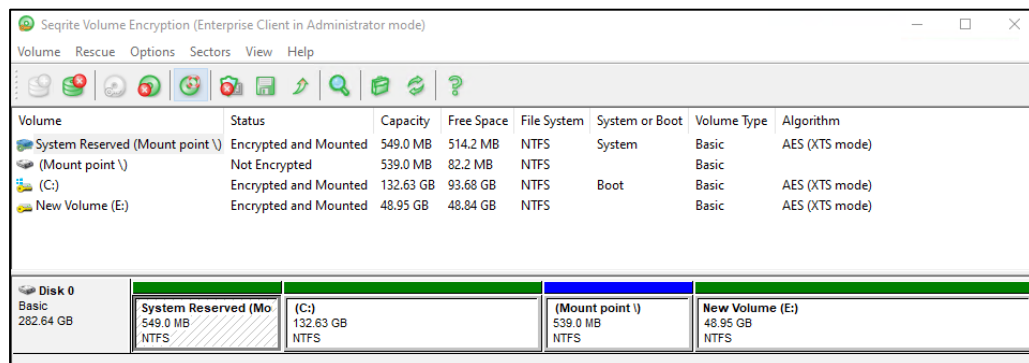 Seqrite Volume Encryption (Enterprise Client in Administrator mode)
Volume Rescue Options Sectors View Help
Volume Status Capacity Free Space File System System or Boot Volume Type Algorithm
System Reserved (Mount point \) Encrypted and Mounted 549.0 MB 514.2 MB NTFS System Basic AES (XTS mode)
(Mount point \) Not Encrypted 539.0 MB 82.2 MB NTFS Basic
(C:) Encrypted and Mounted 132.63 GB 93.68 GB NTFS Boot Basic AES (XTS mode)
New Volume (E:) Encrypted and Mounted 48.95 GB 48.84 GB NTFS Basic AES (XTS mode)
Disk 0
Basic
282.64 GB
System Reserved (Mo
549.0 MB
NTFS
(C:)
132.63 GB
NTFS
(Mount point \)
539.0 MB
NTFS
New Volume (E:)
48.95 GB
NTFS